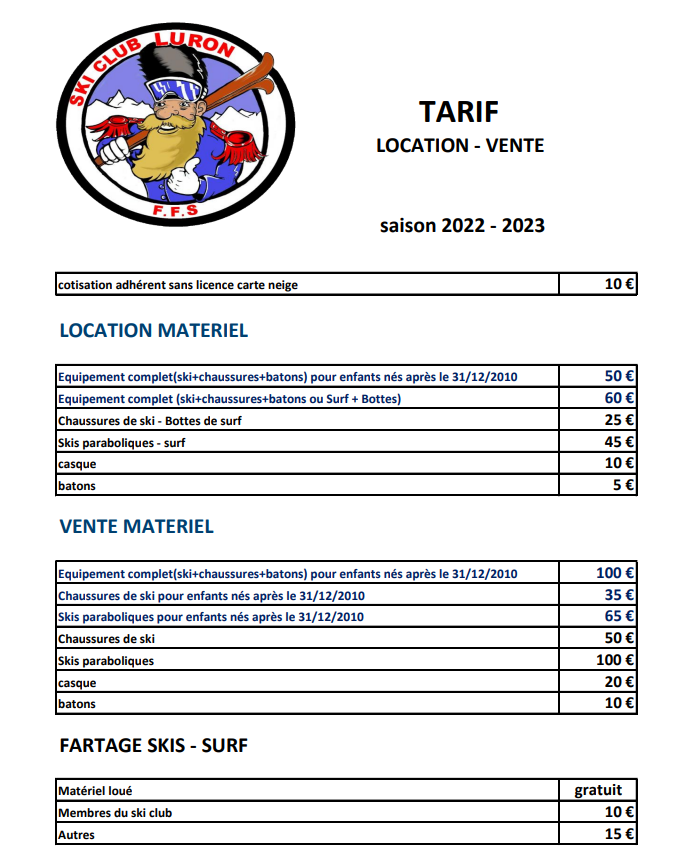 SKI CLUB LURON
F.F.S
TARIF
LOCATION - VENTE
saison 2022 - 2023
cotisation adhérent sans licence carte neige 10 €
LOCATION MATERIEL
Equipement complet(ski+chaussures+batons) pour enfants nés après le 31/12/2010 50 €
Equipement complet (ski+chaussures+batons ou Surf + Bottes) 60 €
Chaussures de ski - Bottes de surf 25 €
Skis paraboliques - surf 45 €
casque 10 €
batons 5 €
VENTE MATERIEL
Equipement complet(ski+chaussures+batons) pour enfants nés après le 31/12/2010 100 €
Chaussures de ski pour enfants nés après le 31/12/2010 35 €
Skis paraboliques pour enfants nés après le 31/12/2010 65 €
Chaussures de ski 50 €
Skis paraboliques 100 €
casque 20 €
batons 10 €
FARTAGE SKIS - SURF
Matériel loué gratuit
Membres du ski club 10 €
Autres 15 €